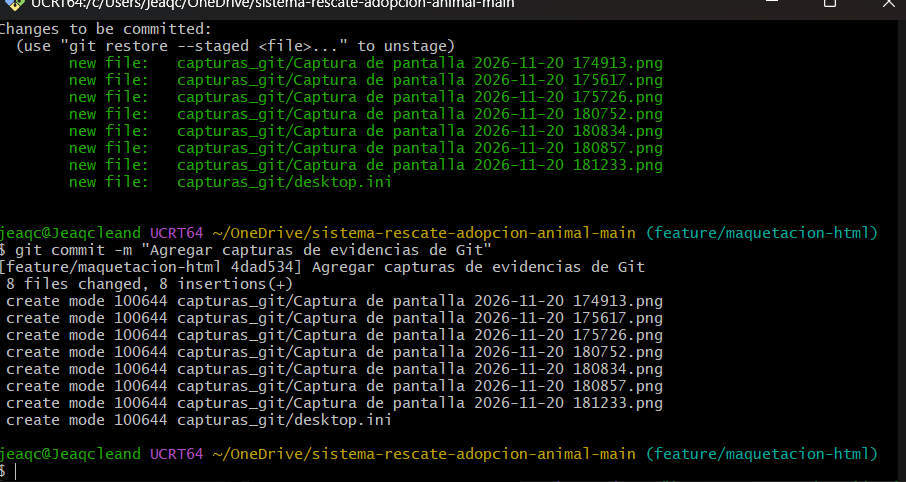 UCRT64:/c/Users/jeaqc/OneDrive/sistema-rescate-adopcion-animal-main
Changes to be committed:
  (use "git restore --staged <file>..." to unstage)
        new file:   capturas_git/Captura de pantalla 2026-11-20 174913.png
        new file:   capturas_git/Captura de pantalla 2026-11-20 175617.png
        new file:   capturas_git/Captura de pantalla 2026-11-20 175726.png
        new file:   capturas_git/Captura de pantalla 2026-11-20 180752.png
        new file:   capturas_git/Captura de pantalla 2026-11-20 180834.png
        new file:   capturas_git/Captura de pantalla 2026-11-20 180857.png
        new file:   capturas_git/Captura de pantalla 2026-11-20 181233.png
        new file:   capturas_git/desktop.ini
jeaqc@Jeaqcleand UCRT64 ~/OneDrive/sistema-rescate-adopcion-animal-main (feature/maquetacion-html)
$ git commit -m "Agregar capturas de evidencias de Git"
[feature/maquetacion-html 4dad534] Agregar capturas de evidencias de Git
 8 files changed, 8 insertions(+)
 create mode 100644 capturas_git/Captura de pantalla 2026-11-20 174913.png
 create mode 100644 capturas_git/Captura de pantalla 2026-11-20 175617.png
 create mode 100644 capturas_git/Captura de pantalla 2026-11-20 175726.png
 create mode 100644 capturas_git/Captura de pantalla 2026-11-20 180752.png
 create mode 100644 capturas_git/Captura de pantalla 2026-11-20 180834.png
 create mode 100644 capturas_git/Captura de pantalla 2026-11-20 180857.png
 create mode 100644 capturas_git/Captura de pantalla 2026-11-20 181233.png
 create mode 100644 capturas_git/desktop.ini
jeaqc@Jeaqcleand UCRT64 ~/OneDrive/sistema-rescate-adopcion-animal-main (feature/maquetacion-html)
$